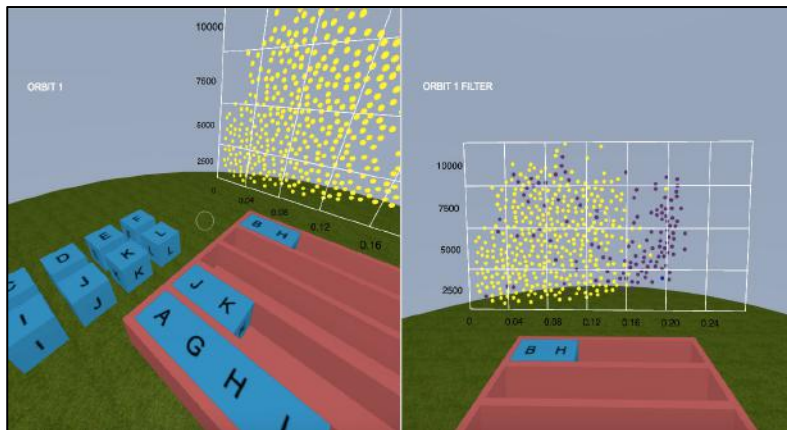 10000
7500
5000
2500
0
0.04
0.08
0.12
0.16
ORBIT 1
B H
D E F
J K L
I J K L
I
J K
A G H
ORBIT 1 FILTER
10000
7500
5000
2500
0 0.04 0.08 0.12 0.16 0.20 0.24
B H